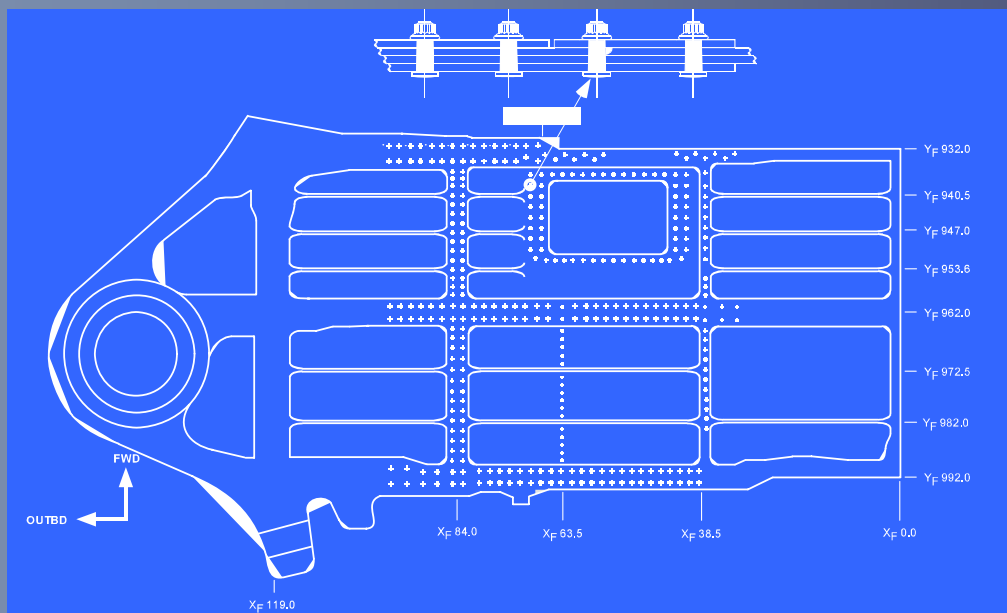 YF 932.0
YF 940.5
YF 947.0
YF 953.6
YF 962.0
YF 972.5
YF 982.0
FWD
YF 992.0
OUTBD
XF 84.0
XF 63.5
XF 38.5
XF 0.0
XF 119.0